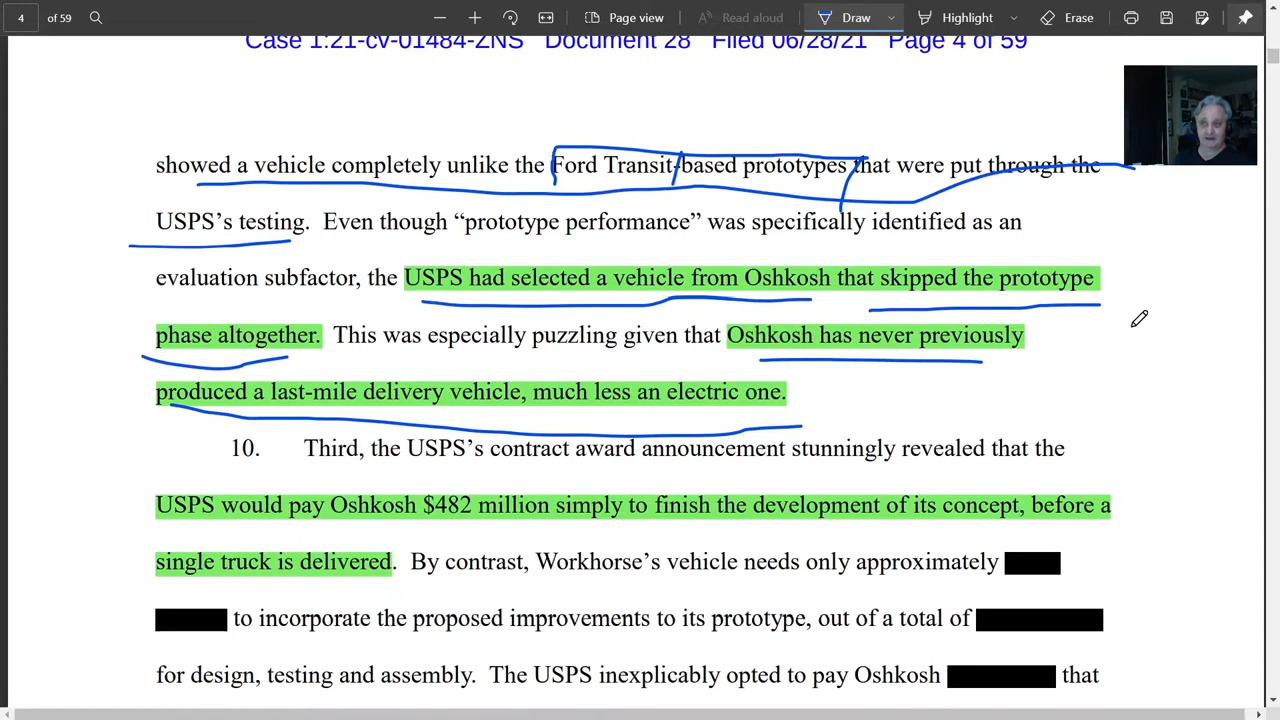 4 of 59 Page view Read aloud Draw Highlight Erase
Case 1:21-cv-01484-ZNS Document 28 Filed 06/28/21 Page 4 of 59
showed a vehicle completely unlike the Ford Transit-based prototypes that were put through the
USPS’s testing. Even though “prototype performance” was specifically identified as an
evaluation subfactor, the USPS had selected a vehicle from Oshkosh that skipped the prototype
phase altogether. This was especially puzzling given that Oshkosh has never previously
produced a last-mile delivery vehicle, much less an electric one.
10. Third, the USPS’s contract award announcement stunningly revealed that the
USPS would pay Oshkosh $482 million simply to finish the development of its concept, before a
single truck is delivered. By contrast, Workhorse’s vehicle needs only approximately
to incorporate the proposed improvements to its prototype, out of a total of
for design, testing and assembly. The USPS inexplicably opted to pay Oshkosh that